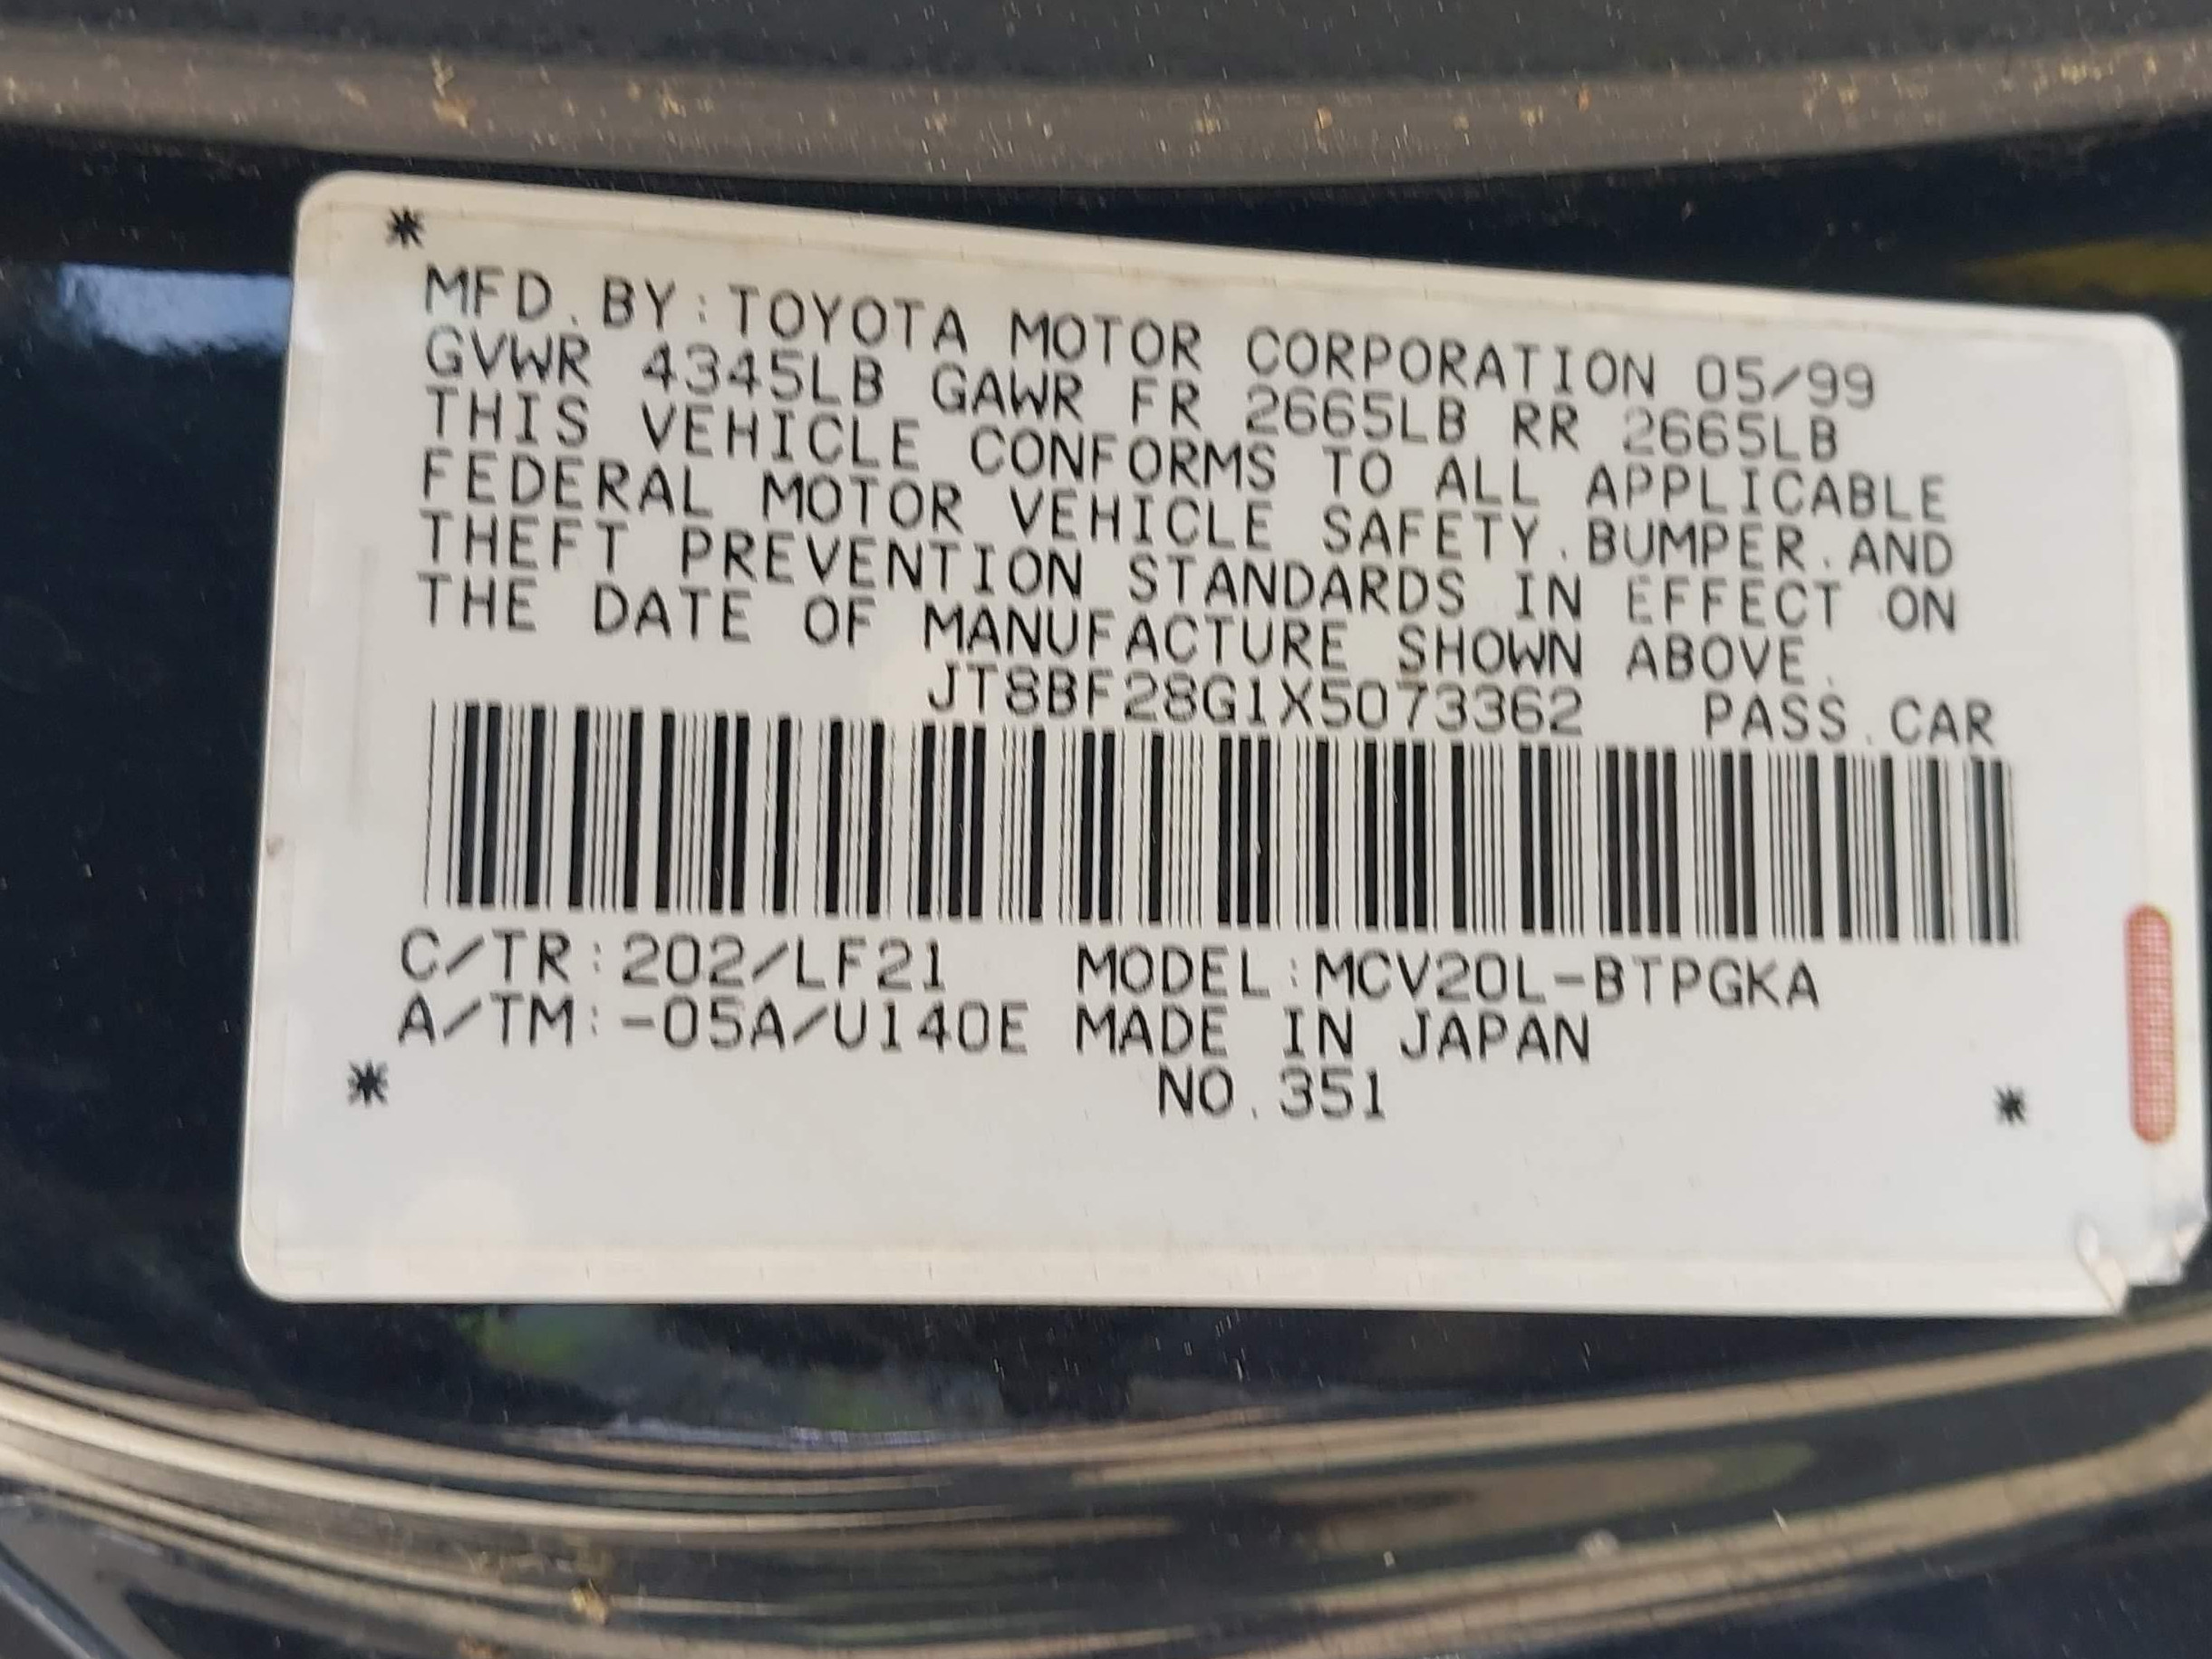 *
MFD.BY:TOYOTA MOTOR CORPORATION 05/99
GVWR 4345LB GAWR FR 2665LB RR 2665LB
THIS VEHICLE CONFORMS TO ALL APPLICABLE
FEDERAL MOTOR VEHICLE SAFETY.BUMPER.AND
THEFT PREVENTION STANDARDS IN EFFECT ON
THE DATE OF MANUFACTURE SHOWN ABOVE.
JT8BF28G1X5073362 PASS.CAR
C/TR:202/LF21 MODEL:MCV20L-BTPGKA
A/TM:-05A/U140E MADE IN JAPAN
* NO.351 *